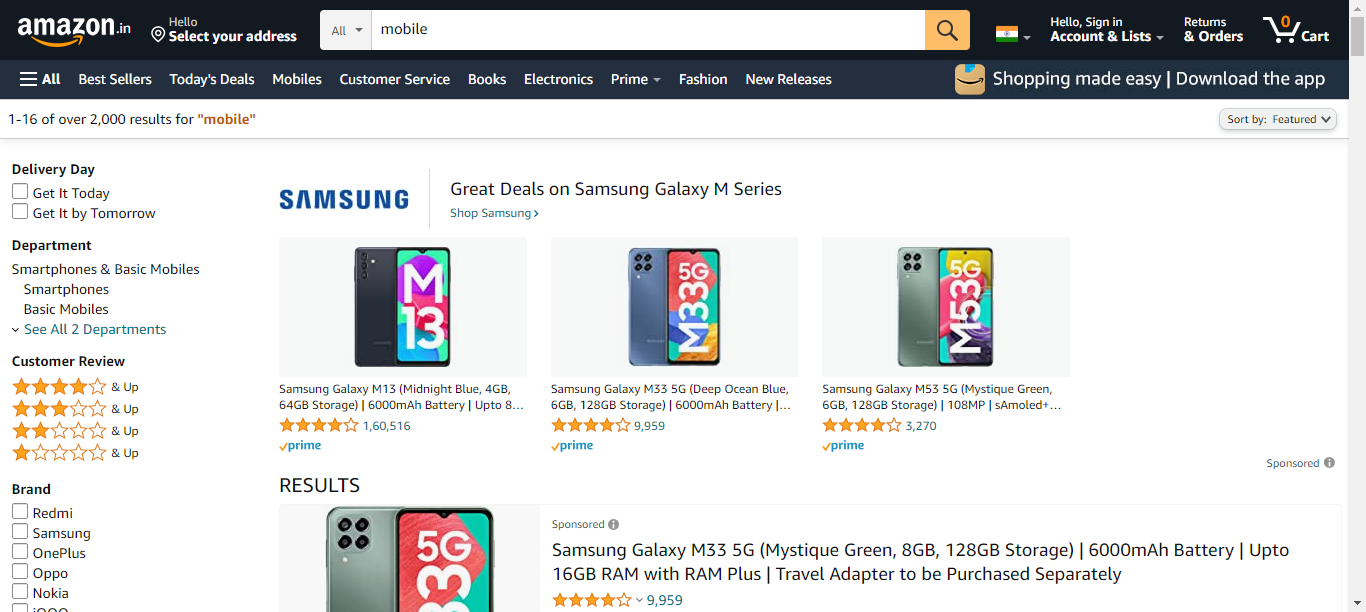 amazon.in
Hello
Select your address
All
mobile
Hello, Sign in
Account & Lists
Returns
& Orders
0
Cart
All
Best Sellers
Today's Deals
Mobiles
Customer Service
Books
Electronics
Prime
Fashion
New Releases
Shopping made easy | Download the app
1-16 of over 2,000 results for "mobile"
Sort by: Featured
Delivery Day
Get It Today
Get It by Tomorrow
Department
Smartphones & Basic Mobiles
Smartphones
Basic Mobiles
See All 2 Departments
Customer Review
& Up
& Up
& Up
& Up
Brand
Redmi
Samsung
OnePlus
Oppo
Nokia
iQOO
SAMSUNG
Great Deals on Samsung Galaxy M Series
Shop Samsung
M
13
Samsung Galaxy M13 (Midnight Blue, 4GB,
64GB Storage) | 6000mAh Battery | Upto 8...
1,60,516
prime
5G
M33
Samsung Galaxy M33 5G (Deep Ocean Blue,
6GB, 128GB Storage) | 6000mAh Battery |...
9,959
prime
5G
M53
Samsung Galaxy M53 5G (Mystique Green,
6GB, 128GB Storage) | 108MP | sAmoled+...
3,270
prime
Sponsored
RESULTS
5G
33
Sponsored
Samsung Galaxy M33 5G (Mystique Green, 8GB, 128GB Storage) | 6000mAh Battery | Upto
16GB RAM with RAM Plus | Travel Adapter to be Purchased Separately
9,959